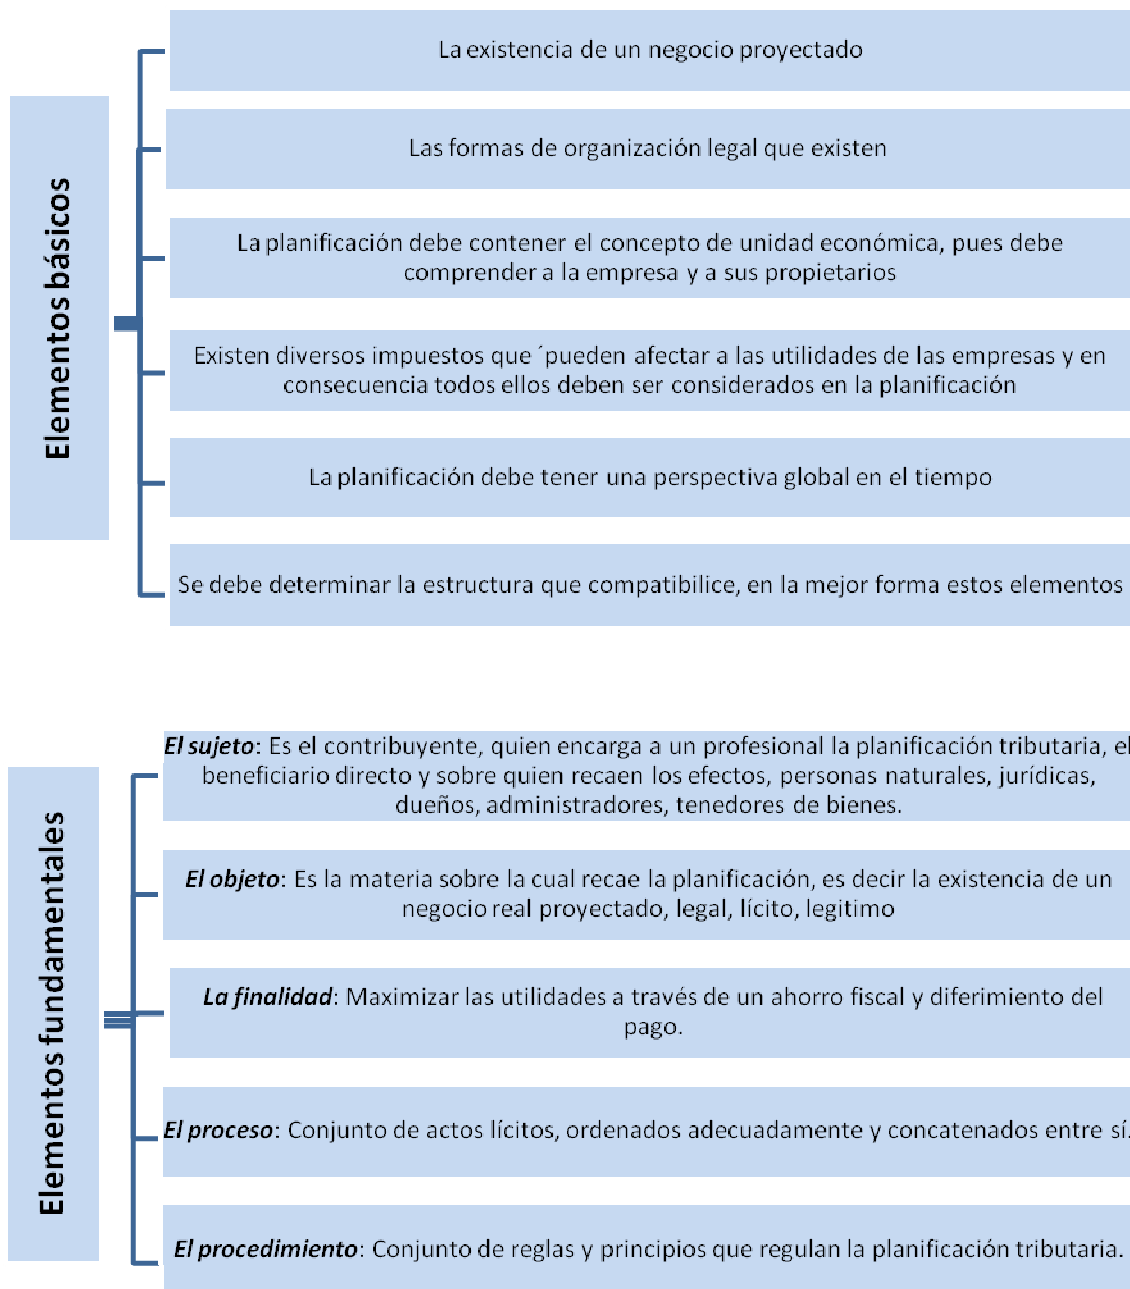 Elementos básicos
La existencia de un negocio proyectado
Las formas de organización legal que existen
La planificación debe contener el concepto de unidad económica, pues debe
comprender a la empresa y a sus propietarios
Existen diversos impuestos que ´pueden afectar a las utilidades de las empresas y en
consecuencia todos ellos deben ser considerados en la planificación
La planificación debe tener una perspectiva global en el tiempo
Se debe determinar la estructura que compatibilice, en la mejor forma estos elementos
Elementos fundamentales
El sujeto: Es el contribuyente, quien encarga a un profesional la planificación tributaria, el
beneficiario directo y sobre quien recaen los efectos, personas naturales, jurídicas,
dueños, administradores, tenedores de bienes.
El objeto: Es la materia sobre la cual recae la planificación, es decir la existencia de un
negocio real proyectado, legal, lícito, legitimo
La finalidad: Maximizar las utilidades a través de un ahorro fiscal y diferimiento del
pago.
El proceso: Conjunto de actos lícitos, ordenados adecuadamente y concatenados entre sí.
El procedimiento: Conjunto de reglas y principios que regulan la planificación tributaria.